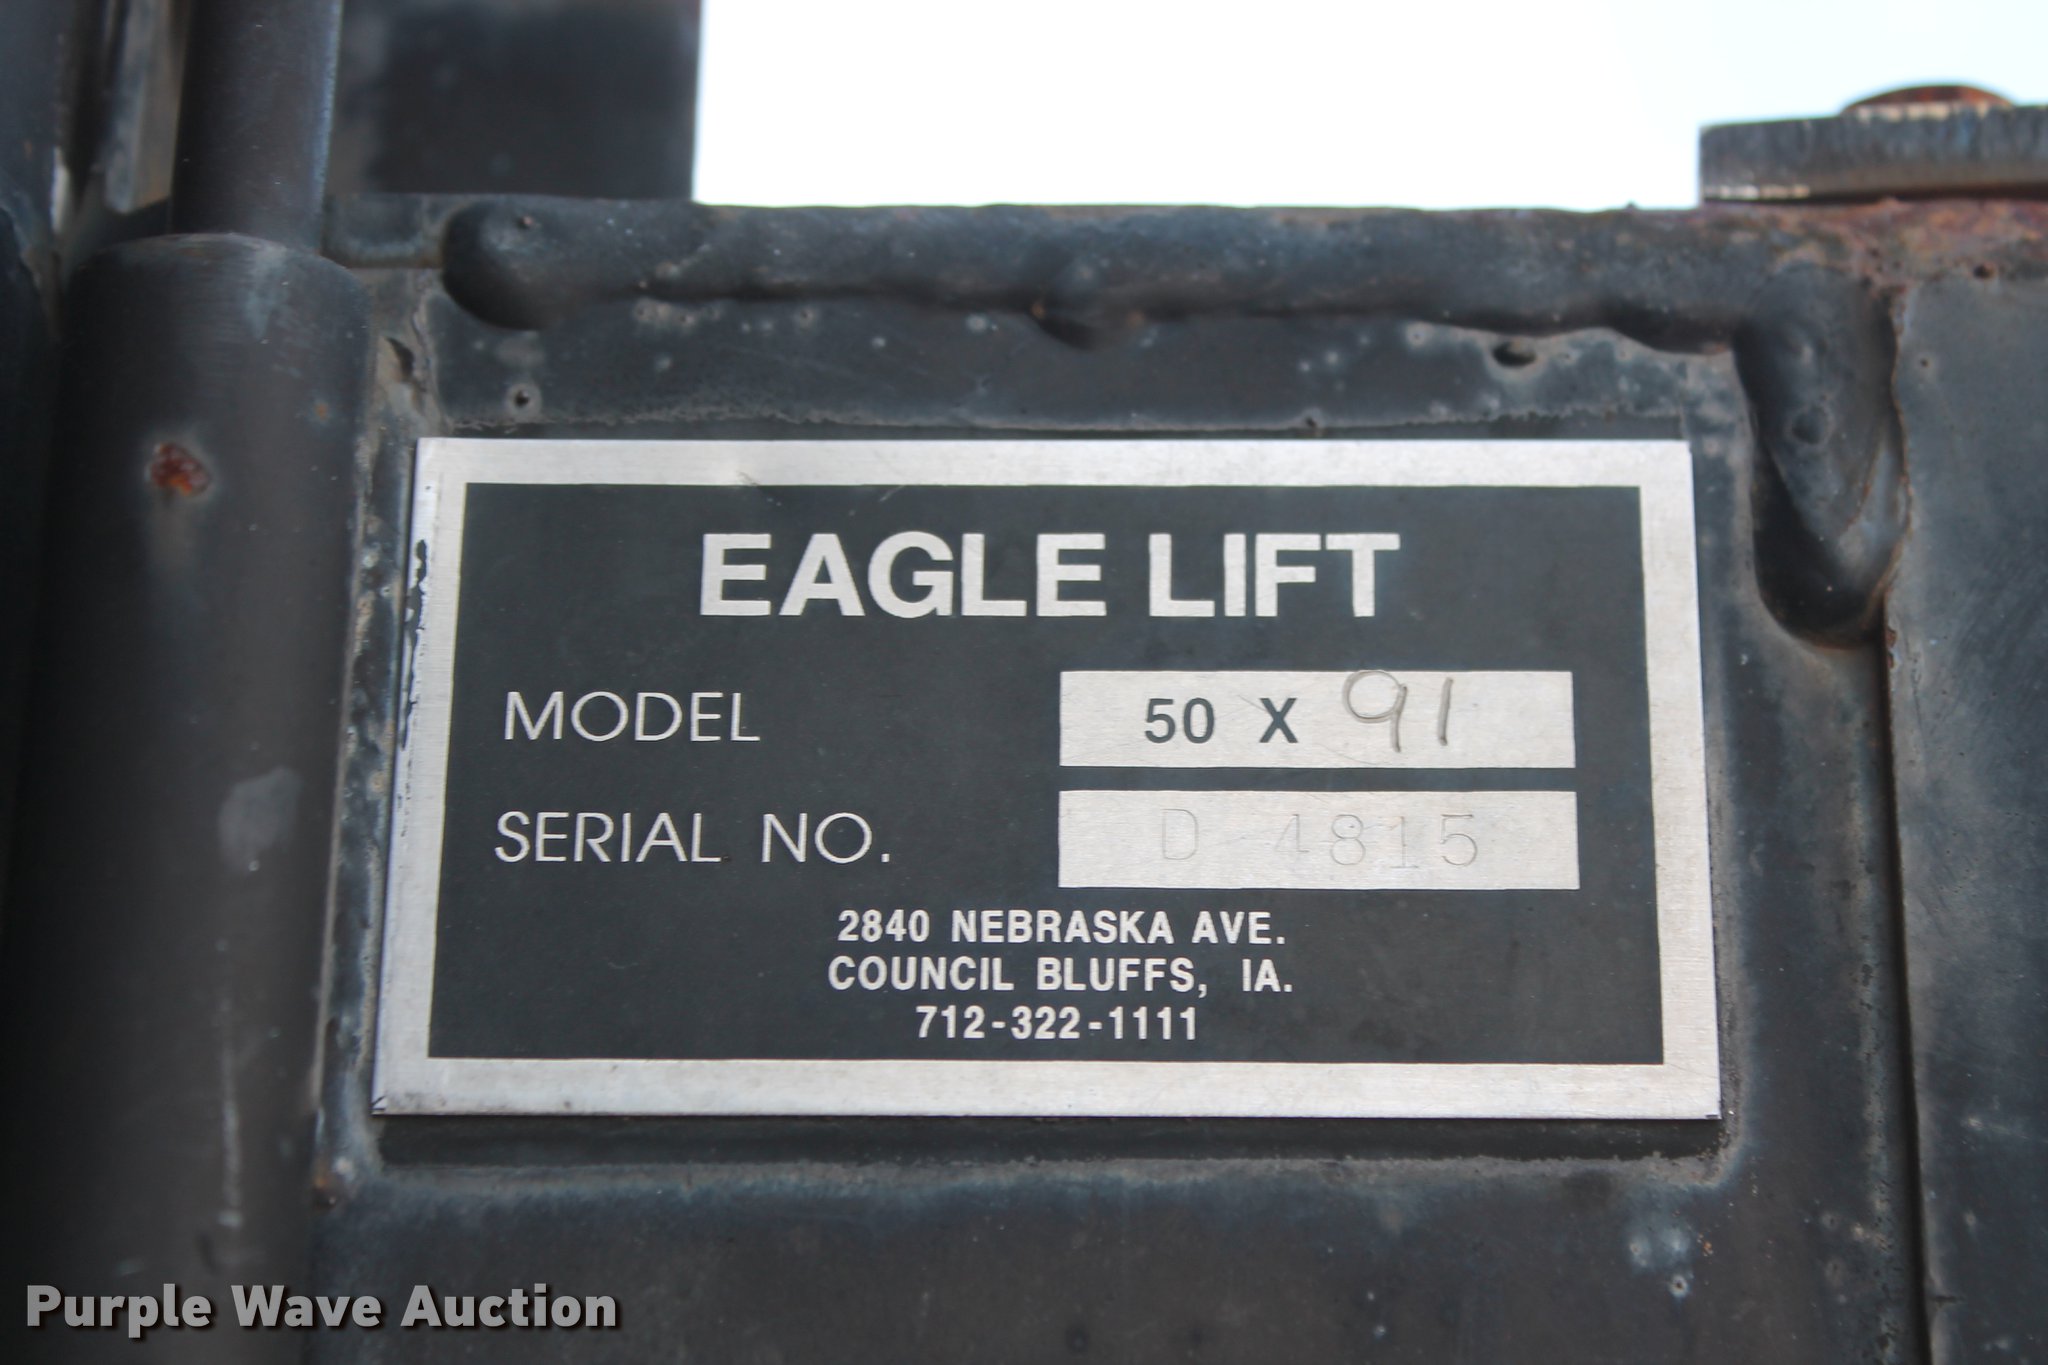 EAGLE LIFT
MODEL 50 X 91
SERIAL NO. D 4815
2840 NEBRASKA AVE.
COUNCIL BLUFFS, IA.
712-322-1111
Purple Wave Auction